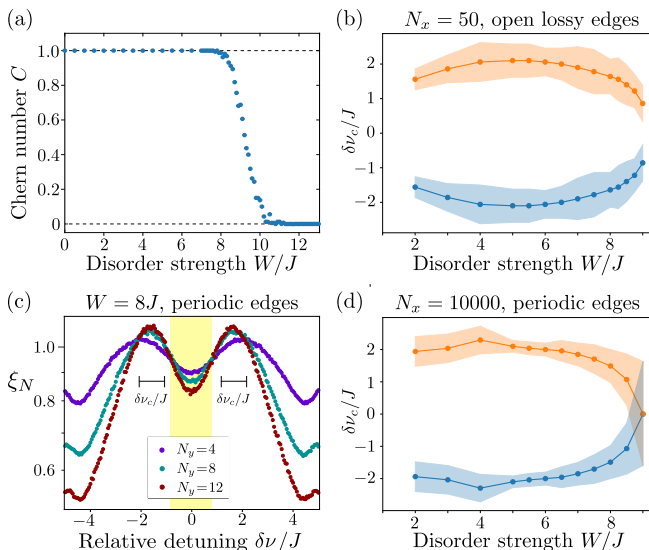 (a)
Chern number C
1.0
0.8
0.6
0.4
0.2
0
0 2 4 6 8 10 12
Disorder strength W/J
(b)
N_x = 50, open lossy edges
δν_c/J
2
1
0
−1
−2
2 3 4 5 6 7 8
Disorder strength W/J
(c)
W = 8J, periodic edges
ξ_N
1.0
0.8
0.6
δν_c/J δν_c/J
N_y=4
N_y=8
N_y=12
−4 −2 0 2 4
Relative detuning δν/J
(d)
N_x = 10000, periodic edges
δν_c/J
2
1
0
−1
−2
2 4 6 8
Disorder strength W/J